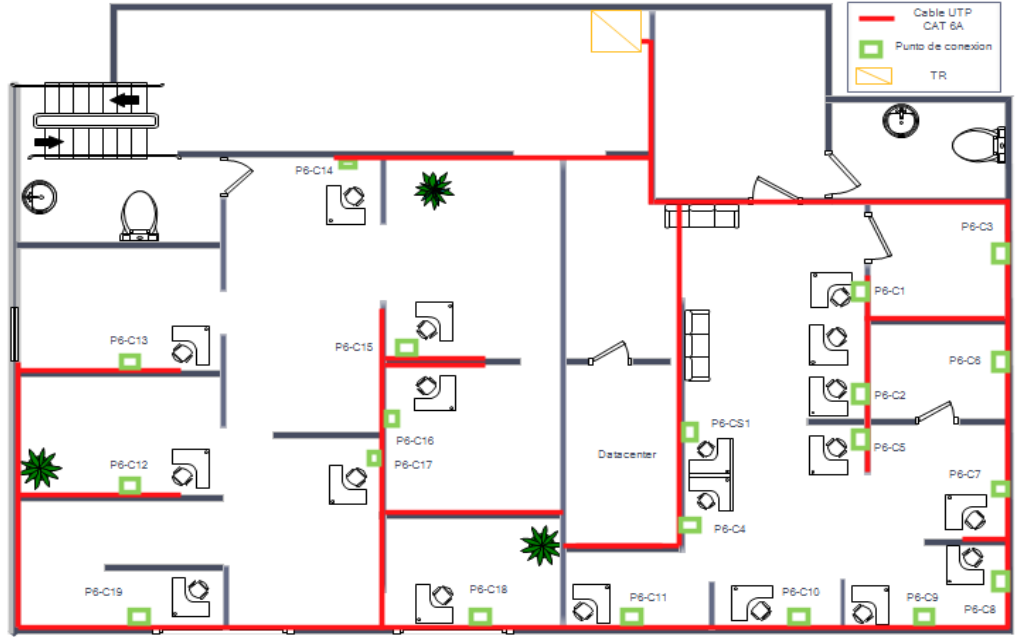 Cable UTP
CAT 6A
Punto de conexion
TR
P6-C14
P6-C3
P6-C1
P6-C13
P6-C15
P6-C6
P6-C2
P6-CS1
P6-C16
P6-C5
P6-C17
P6-C12
Datacenter
P6-C7
P6-C4
P6-C19
P6-C18
P6-C11
P6-C10
P6-C9
P6-C8